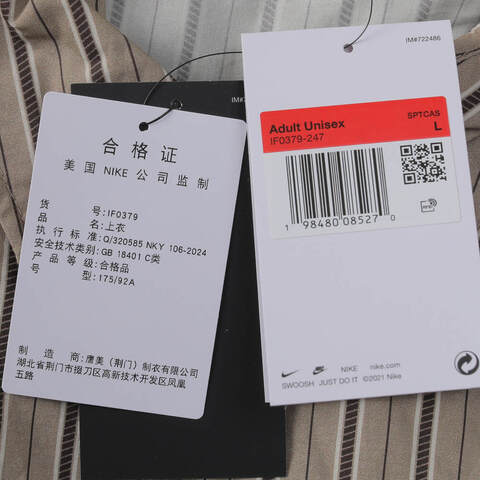 合格证
美国 NIKE 公司监制
货号:IF0379
品名:上衣
执行标准:Q/320585 NKY 106-2024
安全技术类别:GB 18401 C类
产品等级:合格品
号型:175/92A
制造商:鹰美(荆门)制衣有限公司
湖北省荆门市掇刀区高新技术开发区凤凰
五路
IM#722486
SPTCAS
Adult Unisex L
IF0379-247
1 98480 08527 0
NIKE nike.com
SWOOSH JUST DO IT ©2021 Nike